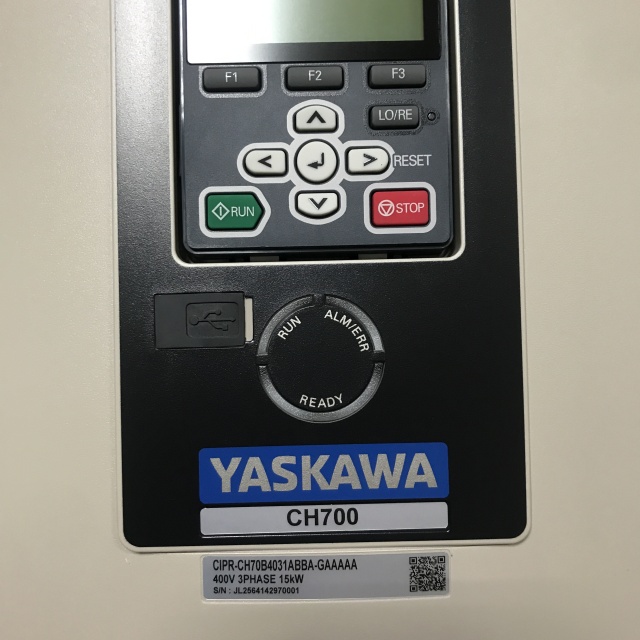 F1 F2 F3
LO/RE
RESET
RUN STOP
RUN ALM/ERR
READY
YASKAWA
CH700
CIPR-CH70B4031ABBA-GAAAAA
400V 3PHASE 15kW
S/N : JL2564142970001